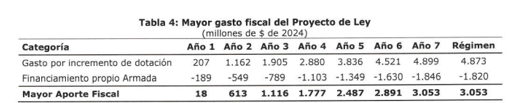 Tabla 4: Mayor gasto fiscal del Proyecto de Ley
(millones de $ de 2024)
Categoría Año 1 Año 2 Año 3 Año 4 Año 5 Año 6 Año 7 Régimen
Gasto por incremento de dotación 207 1.162 1.905 2.880 3.836 4.521 4.899 4.873
Financiamiento propio Armada -189 -549 -789 -1.103 -1.349 -1.630 -1.846 -1.820
Mayor Aporte Fiscal 18 613 1.116 1.777 2.487 2.891 3.053 3.053